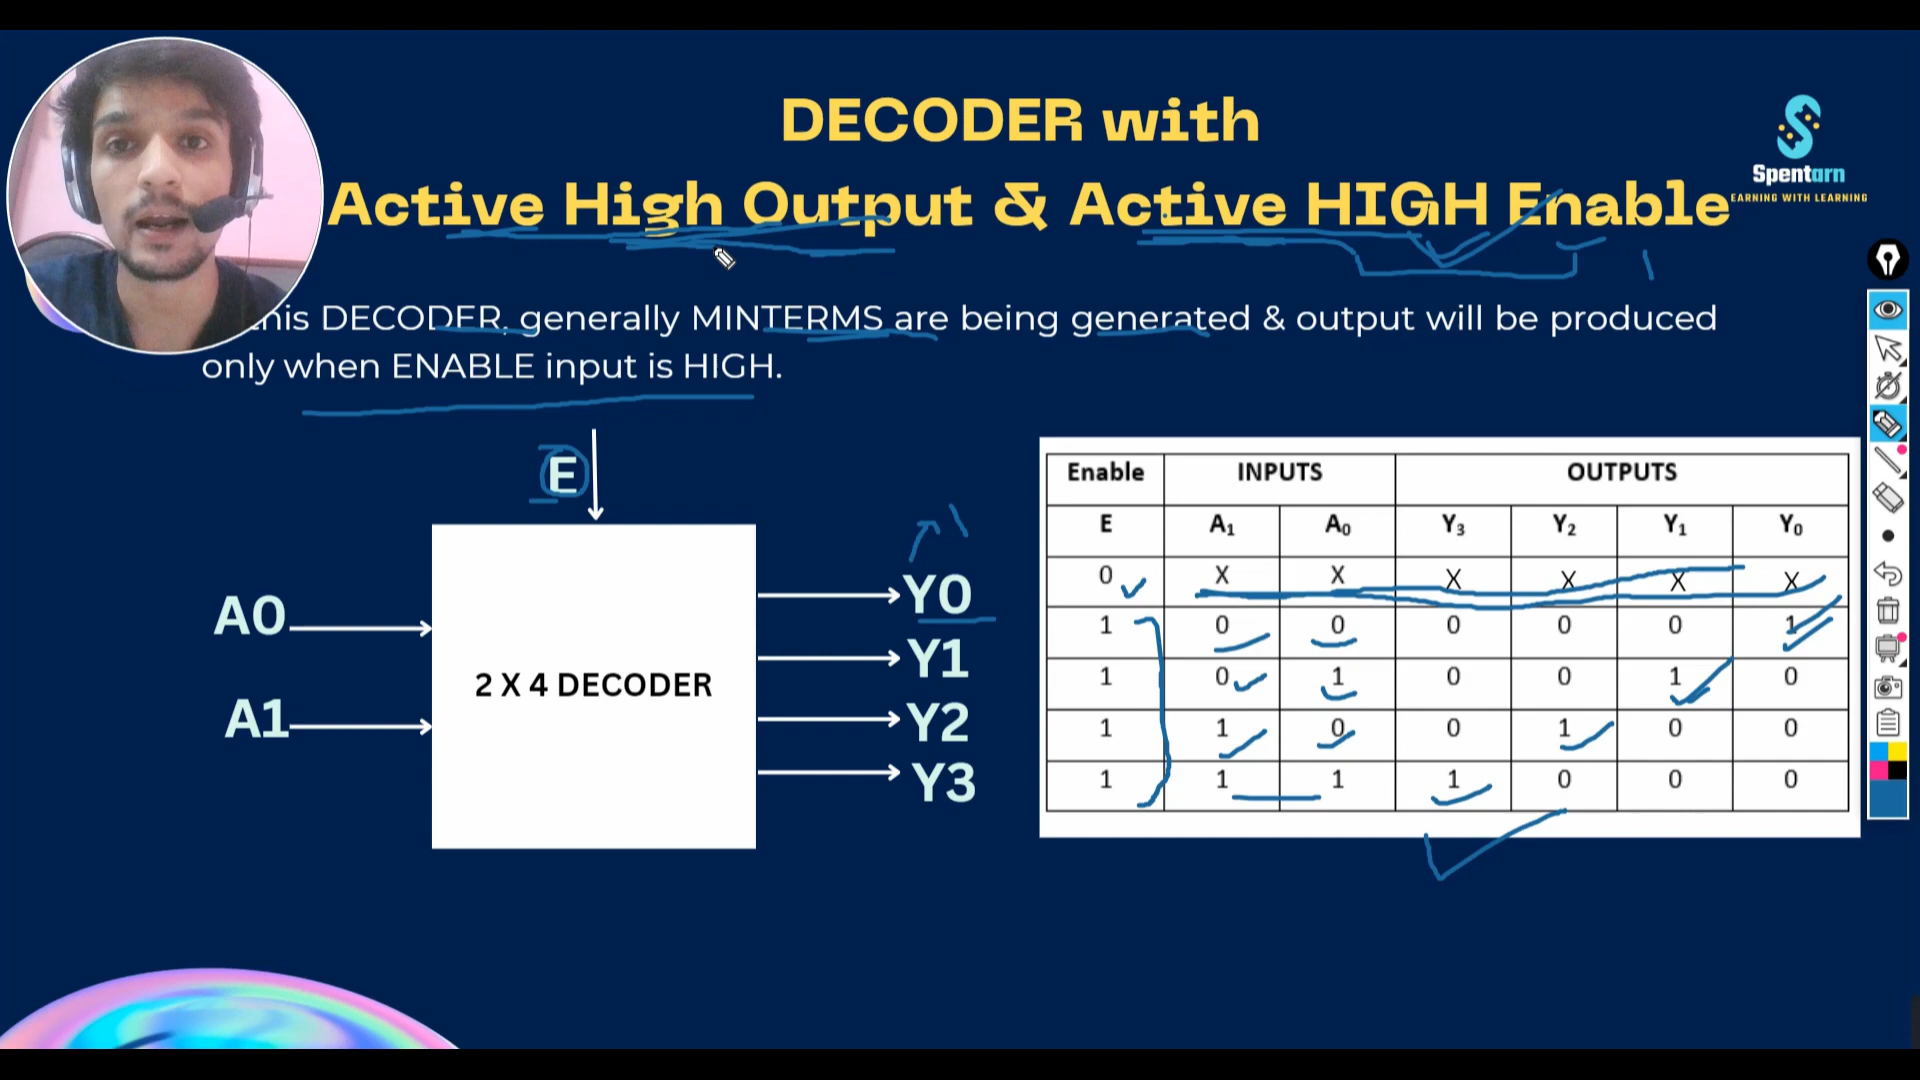 DECODER with
Active High Output & Active HIGH Enable
Spentarn
EARNING WITH LEARNING
his DECODER, generally MINTERMS are being generated & output will be produced
only when ENABLE input is HIGH.
E
A0
A1
2 X 4 DECODER
Y0
Y1
Y2
Y3
Enable INPUTS OUTPUTS
E A1 A0 Y3 Y2 Y1 Y0
0 X X X X X X
1 0 0 0 0 0 1
1 0 1 0 0 1 0
1 1 0 0 1 0 0
1 1 1 1 0 0 0